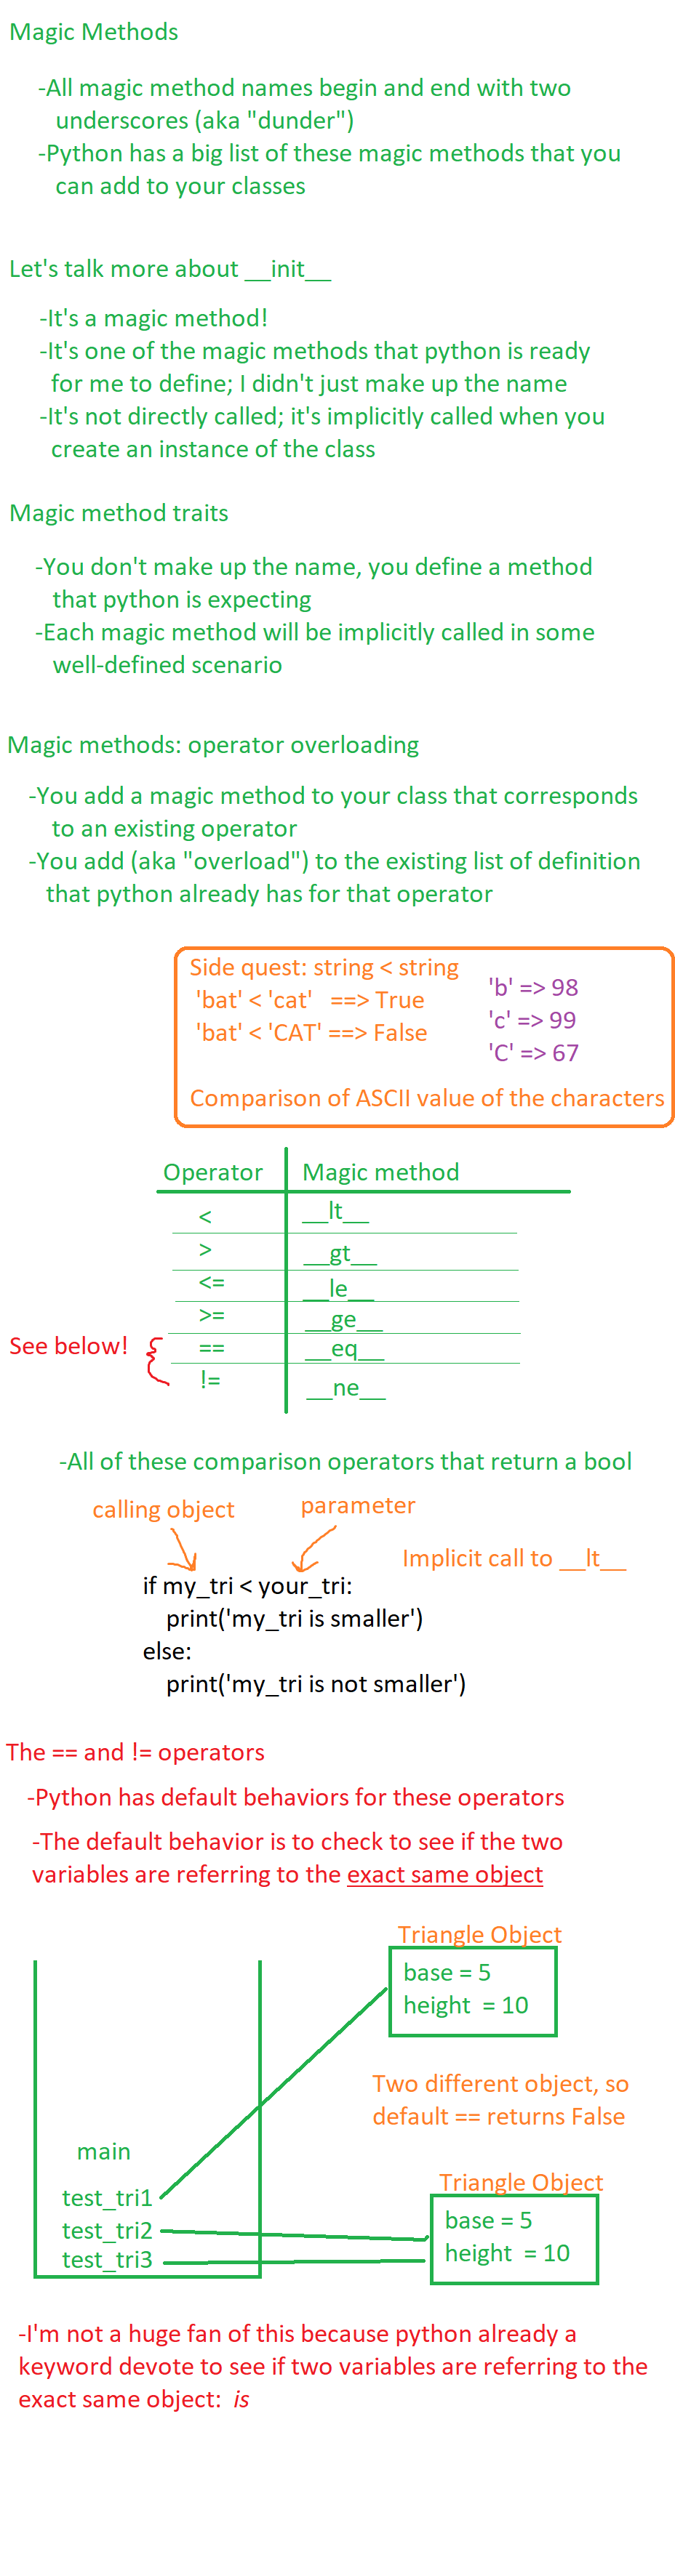 Magic Methods
-All magic method names begin and end with two
underscores (aka "dunder")
-Python has a big list of these magic methods that you
can add to your classes
Let's talk more about __init__
-It's a magic method!
-It's one of the magic methods that python is ready
for me to define; I didn't just make up the name
-It's not directly called; it's implicitly called when you
create an instance of the class
Magic method traits
-You don't make up the name, you define a method
that python is expecting
-Each magic method will be implicitly called in some
well-defined scenario
Magic methods: operator overloading
-You add a magic method to your class that corresponds
to an existing operator
-You add (aka "overload") to the existing list of definition
that python already has for that operator
Side quest: string < string
'bat' < 'cat' ==> True
'bat' < 'CAT' ==> False
'b' => 98
'c' => 99
'C' => 67
Comparison of ASCII value of the characters
Operator Magic method
< __lt__
> __gt__
<= __le__
>= __ge__
See below! == __eq__
!= __ne__
-All of these comparison operators that return a bool
calling object parameter
Implicit call to __lt__
if my_tri < your_tri:
print('my_tri is smaller')
else:
print('my_tri is not smaller')
The == and != operators
-Python has default behaviors for these operators
-The default behavior is to check to see if the two
variables are referring to the exact same object
Triangle Object
base = 5
height = 10
Two different object, so
default == returns False
main
test_tri1
test_tri2
test_tri3
Triangle Object
base = 5
height = 10
-I'm not a huge fan of this because python already a
keyword devote to see if two variables are referring to the
exact same object: is